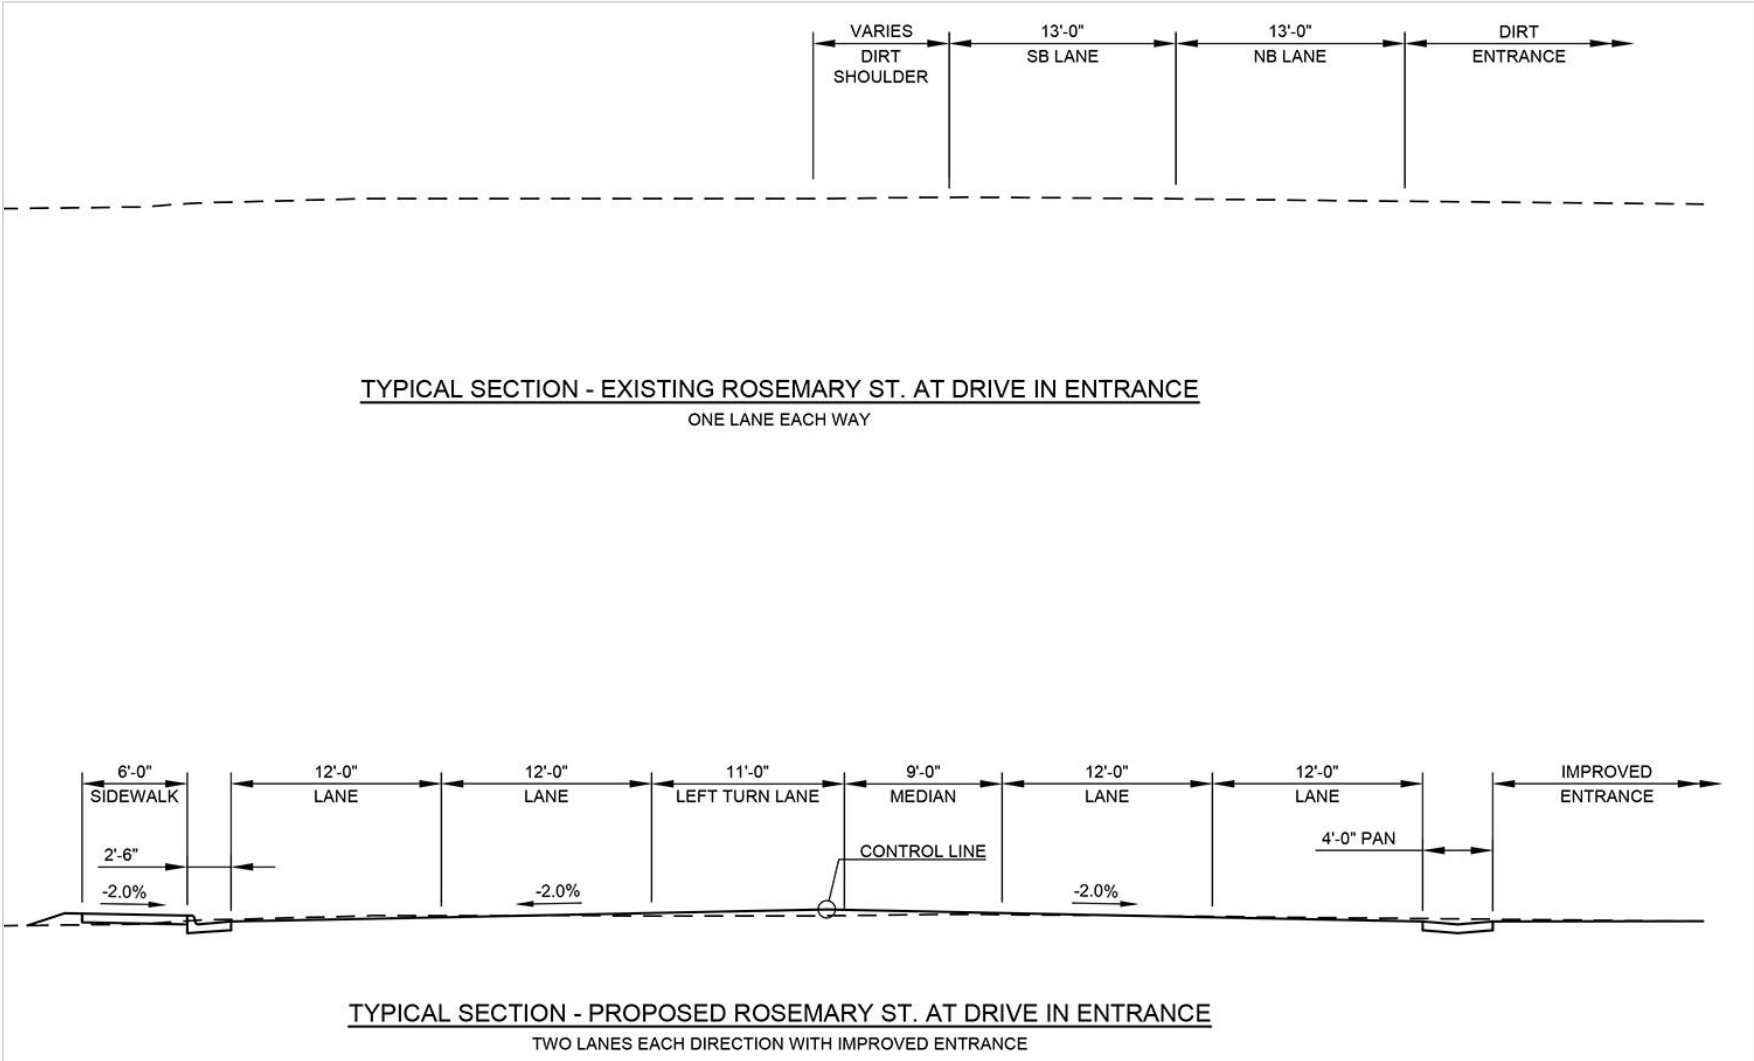 VARIES
DIRT
SHOULDER
13'-0"
SB LANE
13'-0"
NB LANE
DIRT
ENTRANCE
TYPICAL SECTION - EXISTING ROSEMARY ST. AT DRIVE IN ENTRANCE
ONE LANE EACH WAY
6'-0"
SIDEWALK
12'-0"
LANE
12'-0"
LANE
11'-0"
LEFT TURN LANE
9'-0"
MEDIAN
12'-0"
LANE
12'-0"
LANE
IMPROVED
ENTRANCE
2'-6"
CONTROL LINE
4'-0" PAN
-2.0%
-2.0%
-2.0%
TYPICAL SECTION - PROPOSED ROSEMARY ST. AT DRIVE IN ENTRANCE
TWO LANES EACH DIRECTION WITH IMPROVED ENTRANCE